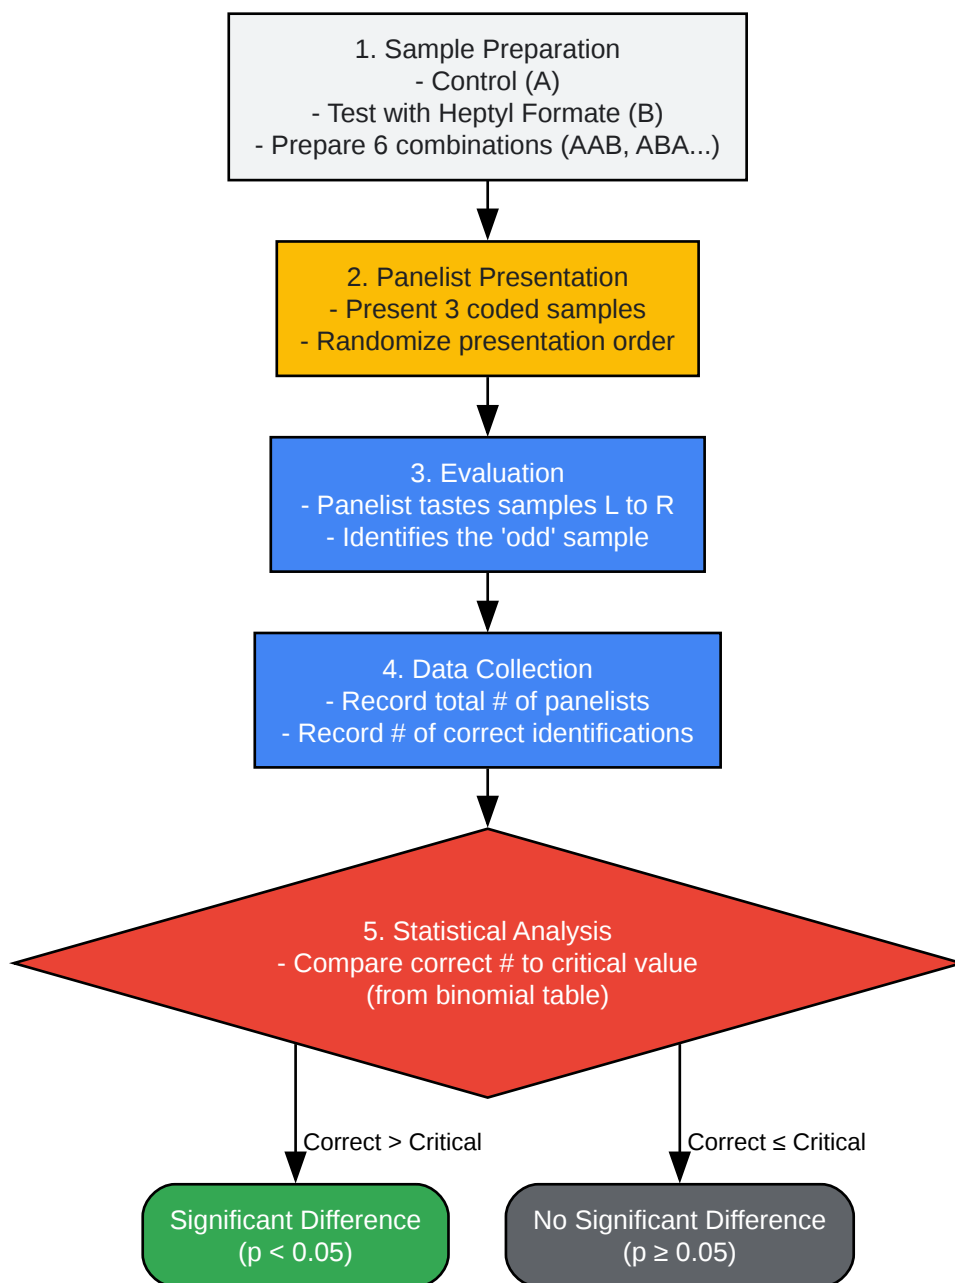 1. Sample Preparation
- Control (A)
- Test with Heptyl Formate (B)
- Prepare 6 combinations (AAB, ABA...)
2. Panelist Presentation
- Present 3 coded samples
- Randomize presentation order
3. Evaluation
- Panelist tastes samples L to R
- Identifies the 'odd' sample
4. Data Collection
- Record total # of panelists
- Record # of correct identifications
5. Statistical Analysis
- Compare correct # to critical value
(from binomial table)
Correct > Critical
Correct ≤ Critical
Significant Difference
(p < 0.05)
No Significant Difference
(p ≥ 0.05)